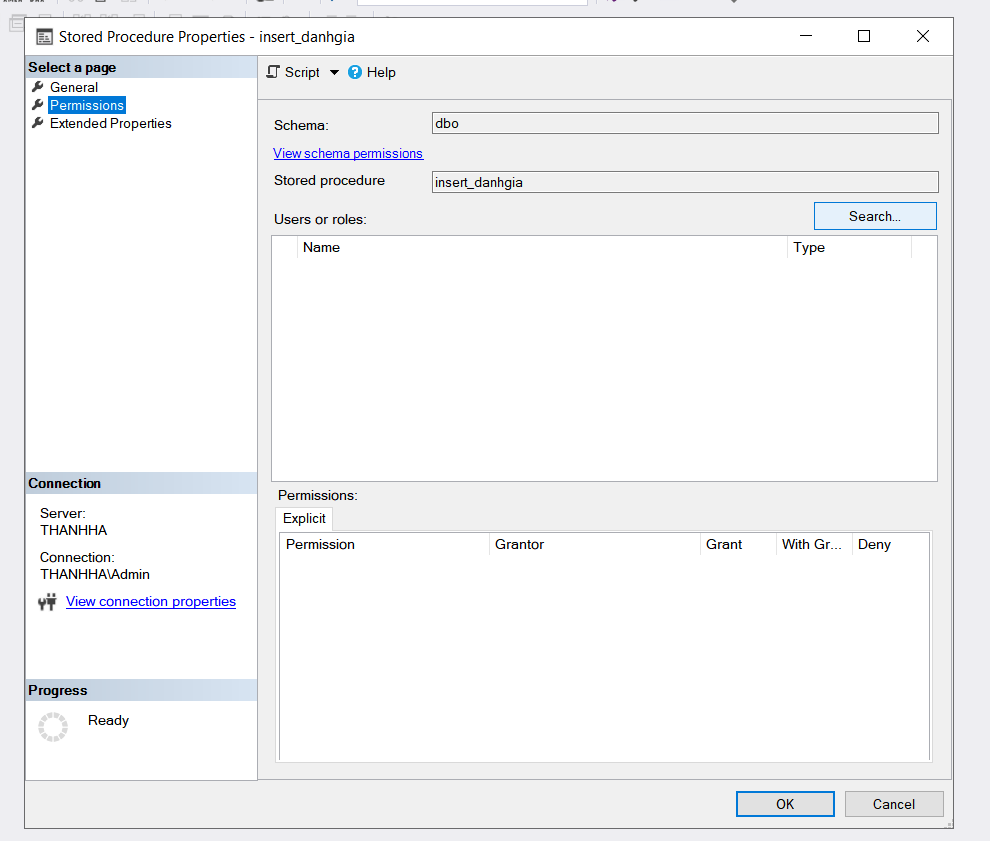 Stored Procedure Properties - insert_danhgia
Select a page
General
Permissions
Extended Properties
Script
Help
Schema:
dbo
View schema permissions
Stored procedure
insert_danhgia
Users or roles:
Search...
Name
Type
Permissions:
Explicit
Permission
Grantor
Grant
With Gr...
Deny
Connection
Server:
THANHHA
Connection:
THANHHA\Admin
View connection properties
Progress
Ready
OK
Cancel